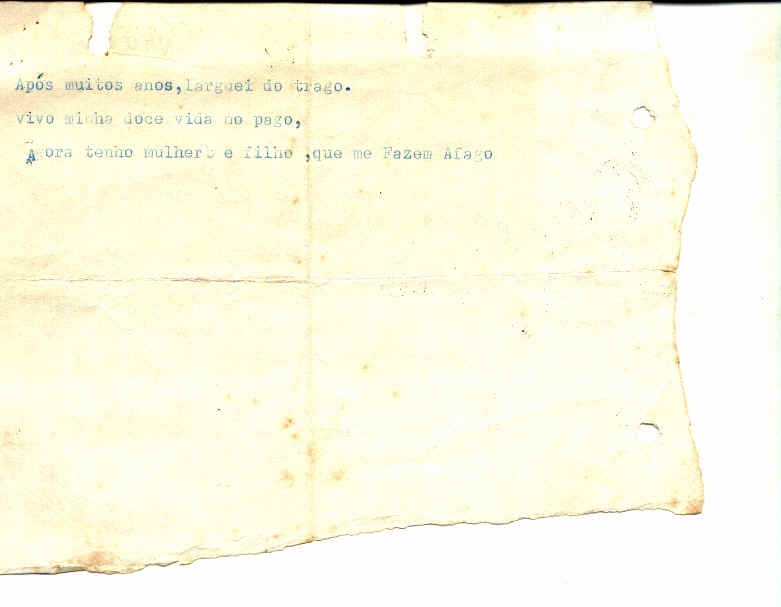 Após muitos anos,larguei do trago.
vivo minha doce vida no pago,
Agora tenho mulher e filho ,que me Fazem Afago